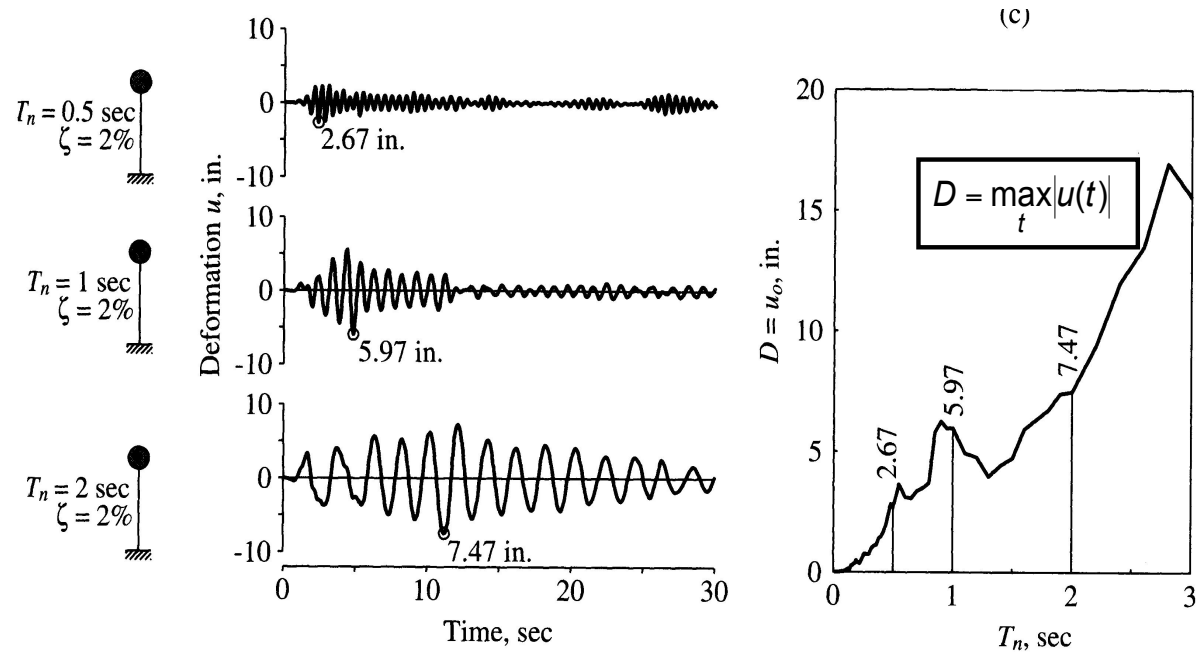 (c)
T_n = 0.5 sec
ζ = 2%
T_n = 1 sec
ζ = 2%
T_n = 2 sec
ζ = 2%
Deformation u, in.
10
0
-10
2.67 in.
10
0
-10
5.97 in.
10
0
-10
7.47 in.
0 10 20 30
Time, sec
D = u_o, in.
20
15
10
5
0
D = max|u(t)|
t
2.67
5.97
7.47
0 1 2 3
T_n, sec